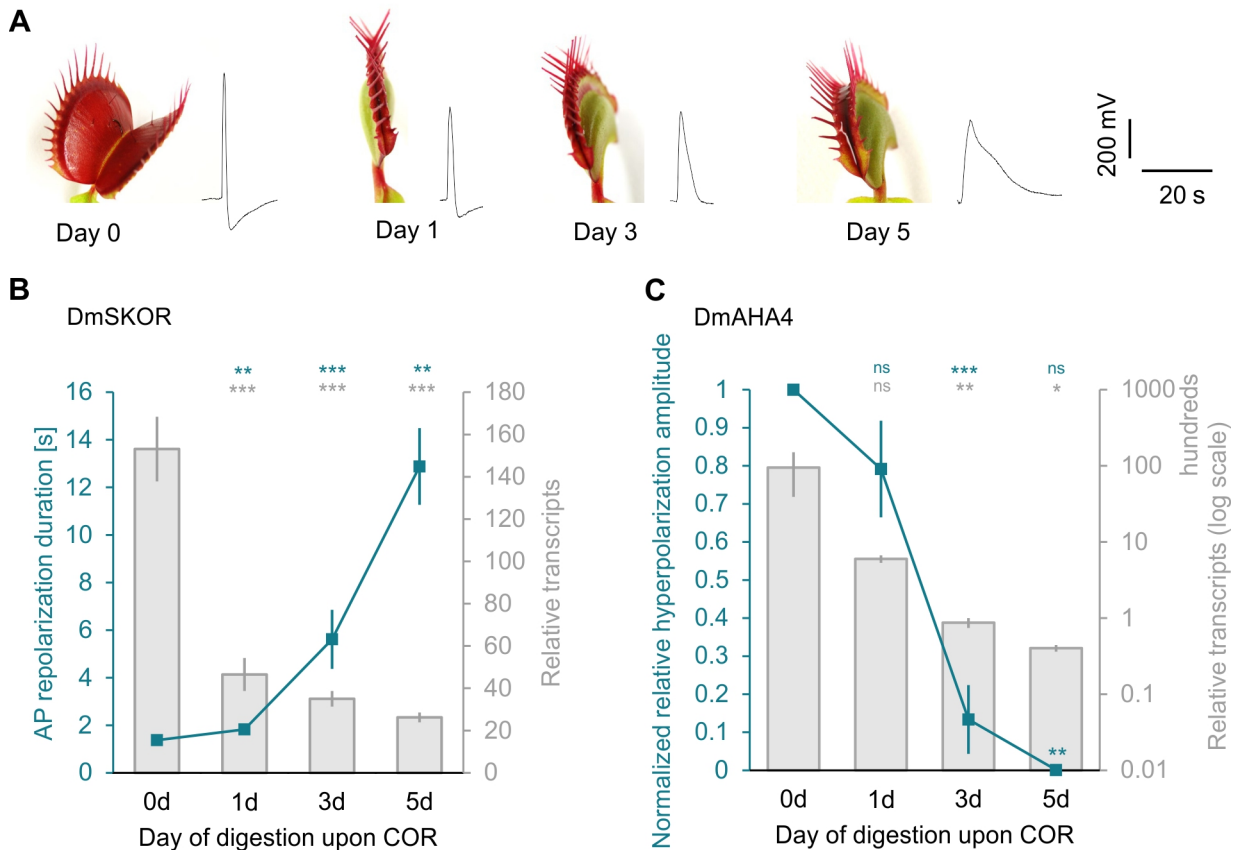 A
Day 0
Day 1
Day 3
Day 5
200 mV
20 s
B
DmSKOR
AP repolarization duration [s]
16
14
12
10
8
6
4
2
0
**
***
**
***
***
***
180
160
140
120
100
80
60
40
20
0
Relative transcripts
0d
1d
3d
5d
Day of digestion upon COR
C
DmAHA4
Normalized relative hyperpolarization amplitude
1
0.9
0.8
0.7
0.6
0.5
0.4
0.3
0.2
0.1
0
ns
***
ns
ns
**
*
**
1000
100
10
1
0.1
0.01
hundreds
Relative transcripts (log scale)
0d
1d
3d
5d
Day of digestion upon COR